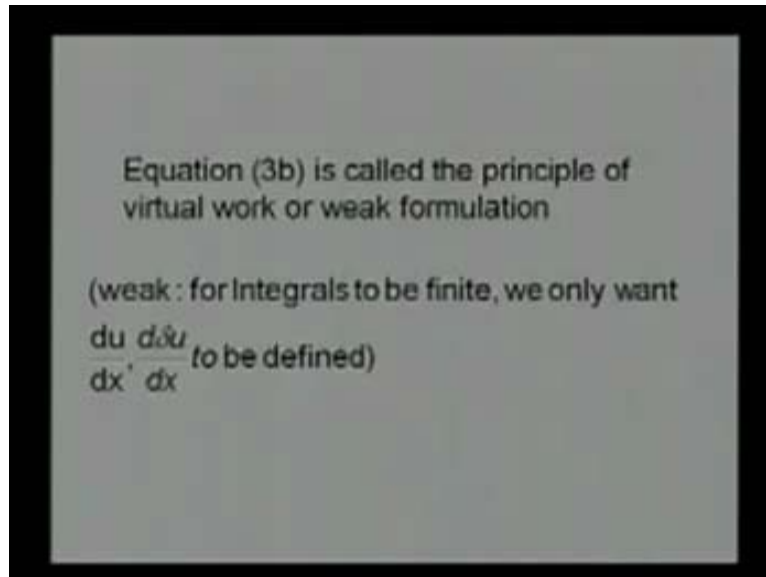 Equation (3b) is called the principle of
virtual work or weak formulation
(weak : for Integrals to be finite, we only want
du/dx, dδu/dx to be defined)